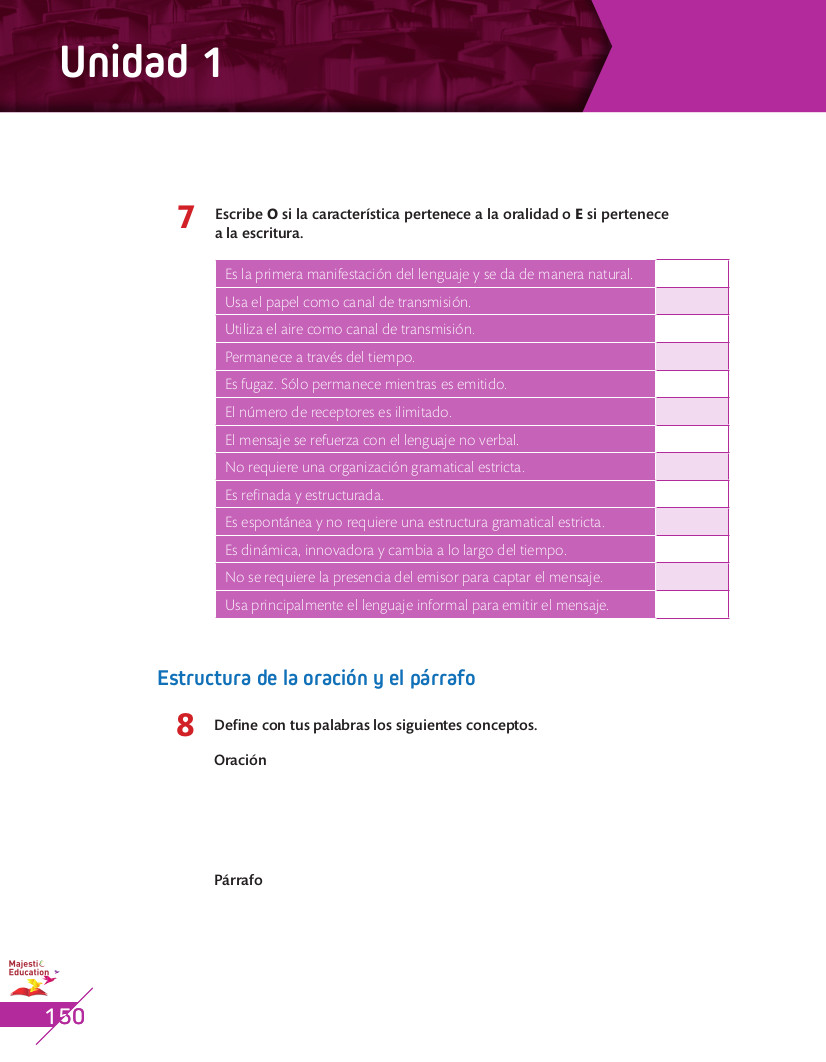 Unidad 1
7
Escribe O si la característica pertenece a la oralidad o E si pertenece
a la escritura.
Es la primera manifestación del lenguaje y se da de manera natural.
Usa el papel como canal de transmisión.
Utiliza el aire como canal de transmisión.
Permanece a través del tiempo.
Es fugaz. Sólo permanece mientras es emitido.
El número de receptores es ilimitado.
El mensaje se refuerza con el lenguaje no verbal.
No requiere una organización gramatical estricta.
Es refinada y estructurada.
Es espontánea y no requiere una estructura gramatical estricta.
Es dinámica, innovadora y cambia a lo largo del tiempo.
No se requiere la presencia del emisor para captar el mensaje.
Usa principalmente el lenguaje informal para emitir el mensaje.
Estructura de la oración y el párrafo
8
Define con tus palabras los siguientes conceptos.
Oración
Párrafo
Majestic
Education
150